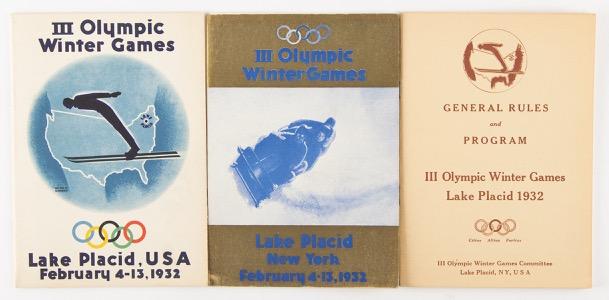 III Olympic
Winter Games
Lake Placid, USA
February 4-13, 1932
III Olympic
Winter Games
Lake Placid
New York
February 4-13, 1932
GENERAL RULES
and
PROGRAM
III Olympic Winter Games
Lake Placid 1932
Citius Altius Fortius
III Olympic Winter Games Committee
Lake Placid, NY, USA